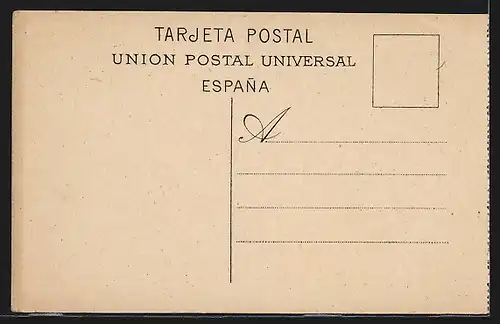 TARJETA POSTAL
UNION POSTAL UNIVERSAL
ESPAÑA
A